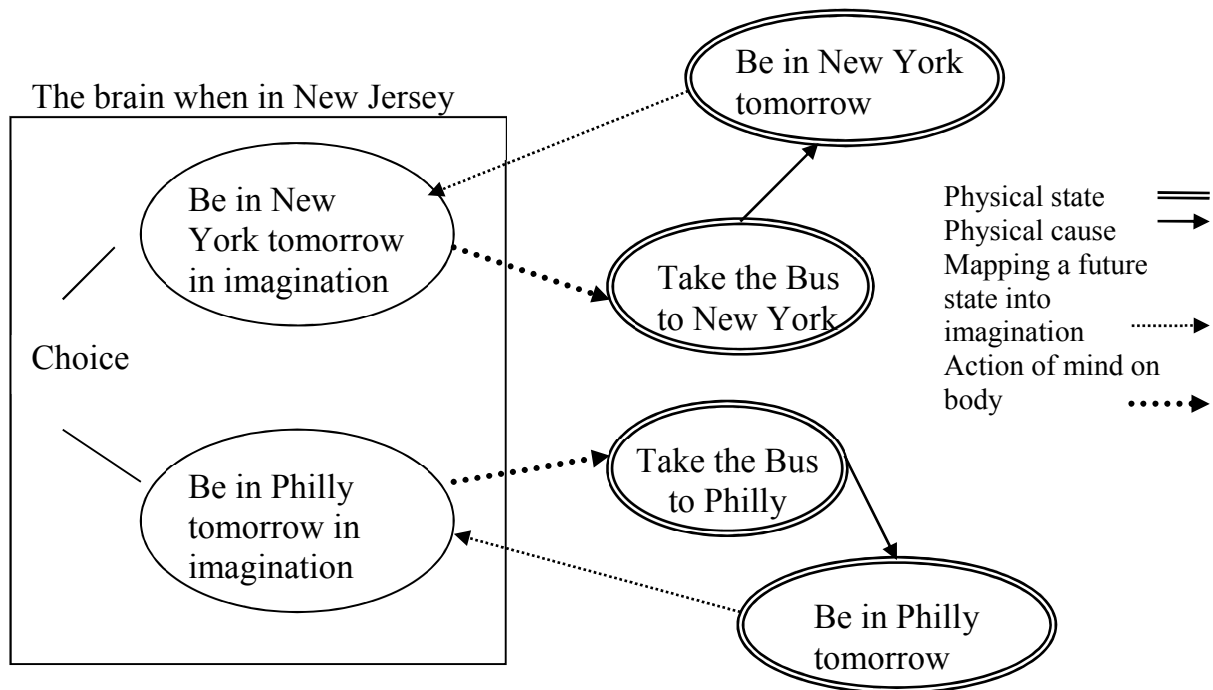 The brain when in New Jersey
Be in New
York tomorrow
in imagination
Choice
Be in Philly
tomorrow in
imagination
Be in New York
tomorrow
Take the Bus
to New York
Take the Bus
to Philly
Be in Philly
tomorrow
Physical state
Physical cause
Mapping a future
state into
imagination
Action of mind on
body